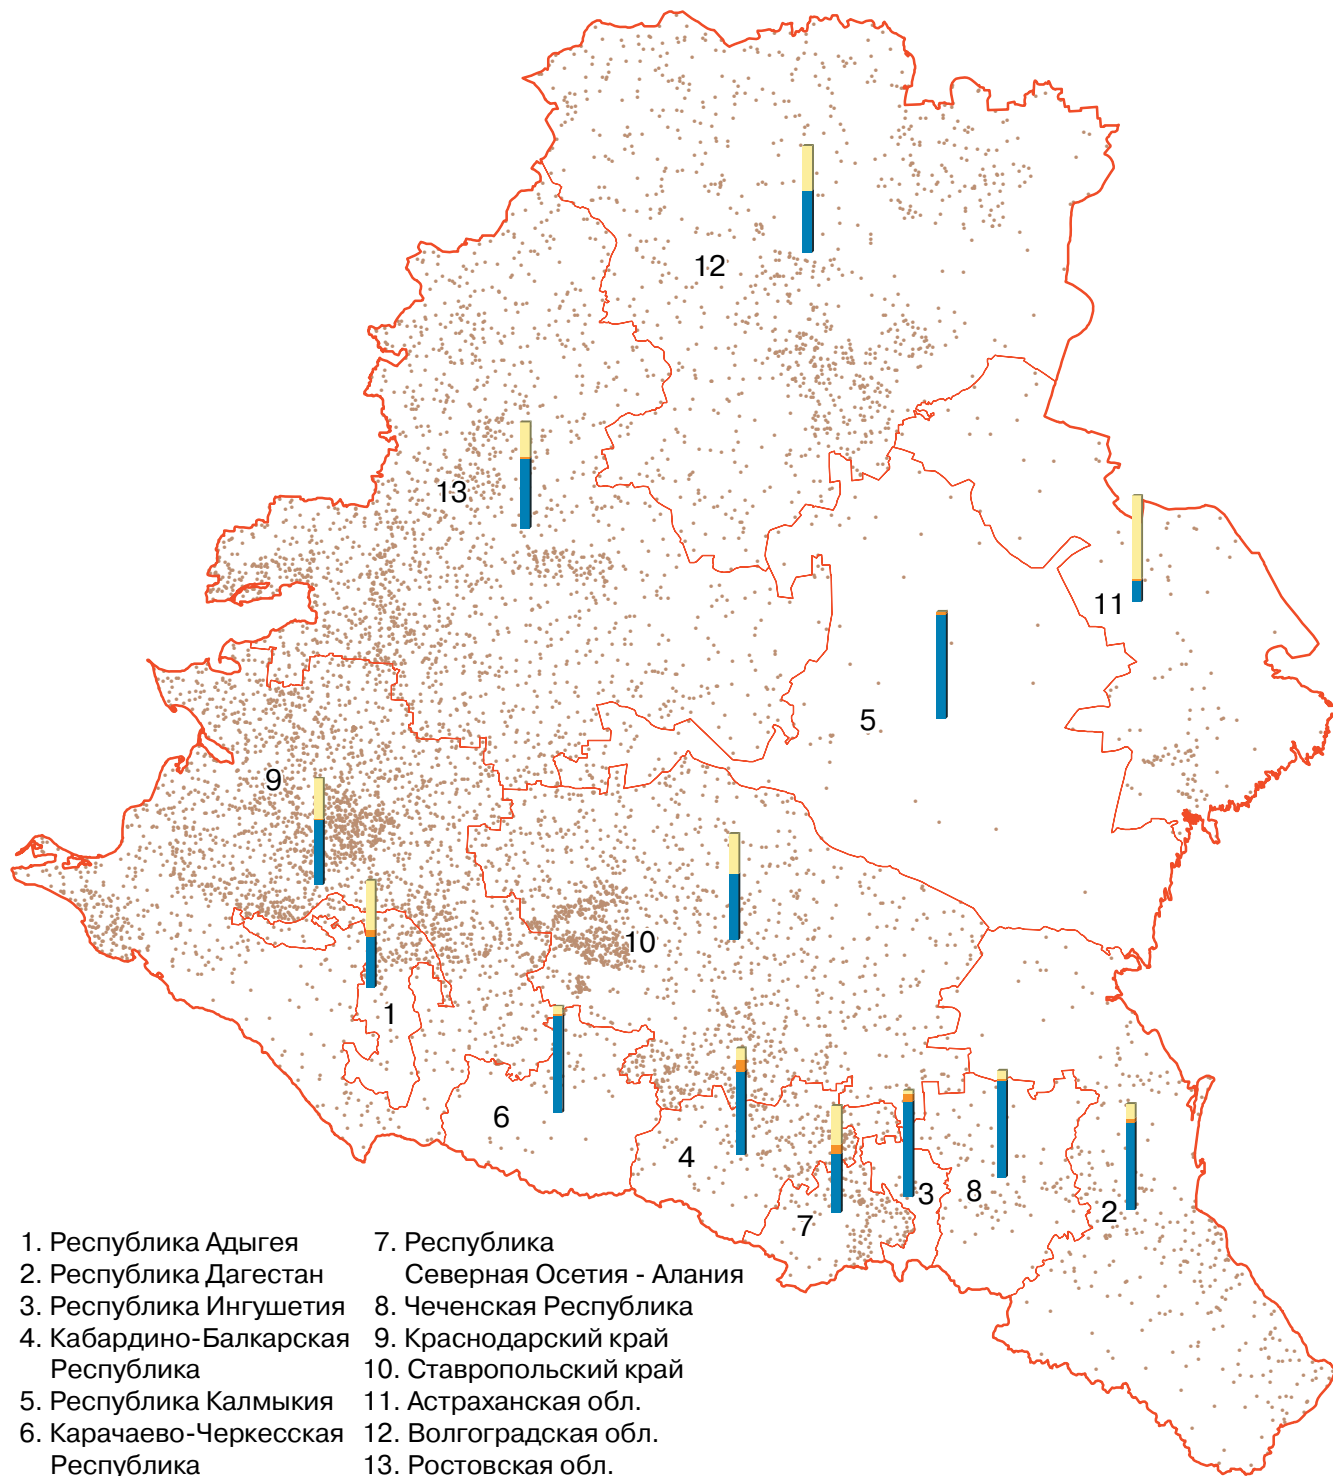 12
13
11
5
9
10
1
6
4
3
8
2
7
1. Республика Адыгея
2. Республика Дагестан
3. Республика Ингушетия
4. Кабардино-Балкарская
Республика
5. Республика Калмыкия
6. Карачаево-Черкесская
Республика
7. Республика
Северная Осетия - Алания
8. Чеченская Республика
9. Краснодарский край
10. Ставропольский край
11. Астраханская обл.
12. Волгоградская обл.
13. Ростовская обл.